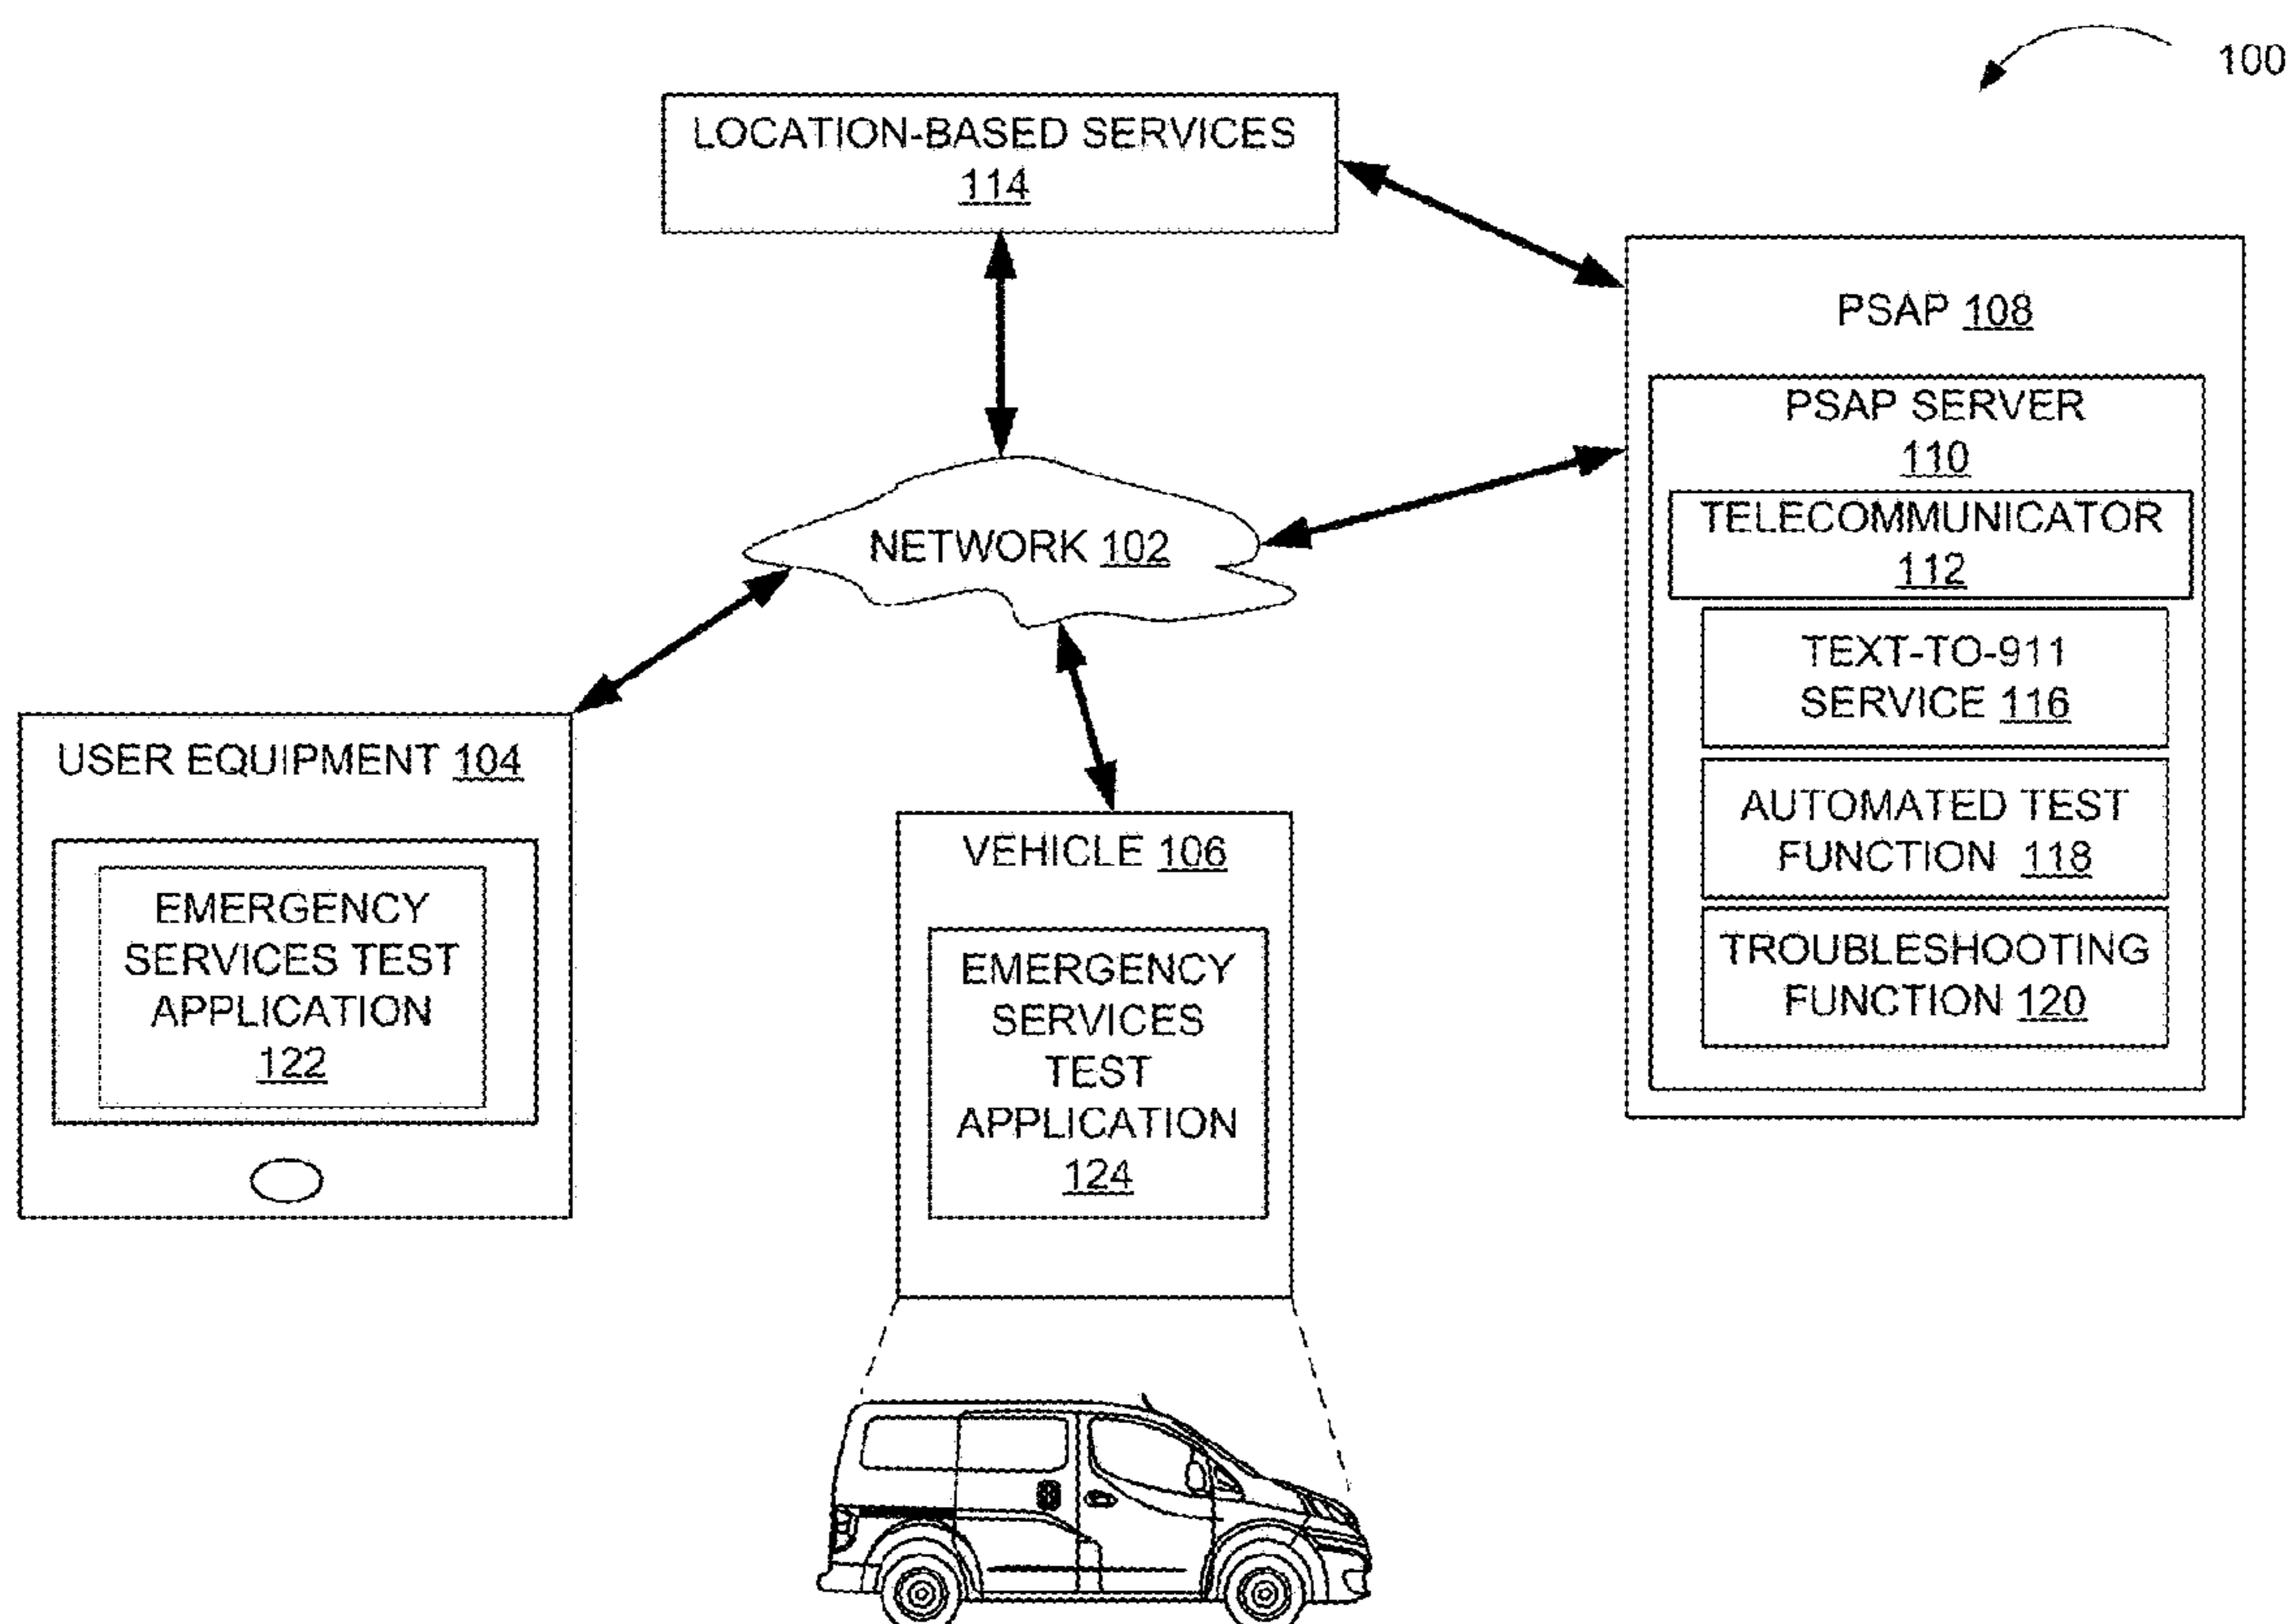 100
LOCATION-BASED SERVICES
114
PSAP 108
PSAP SERVER
110
TELECOMMUNICATOR
112
TEXT-TO-911
SERVICE 116
AUTOMATED TEST
FUNCTION 118
TROUBLESHOOTING
FUNCTION 120
NETWORK 102
USER EQUIPMENT 104
EMERGENCY
SERVICES TEST
APPLICATION
122
VEHICLE 106
EMERGENCY
SERVICES
TEST
APPLICATION
124